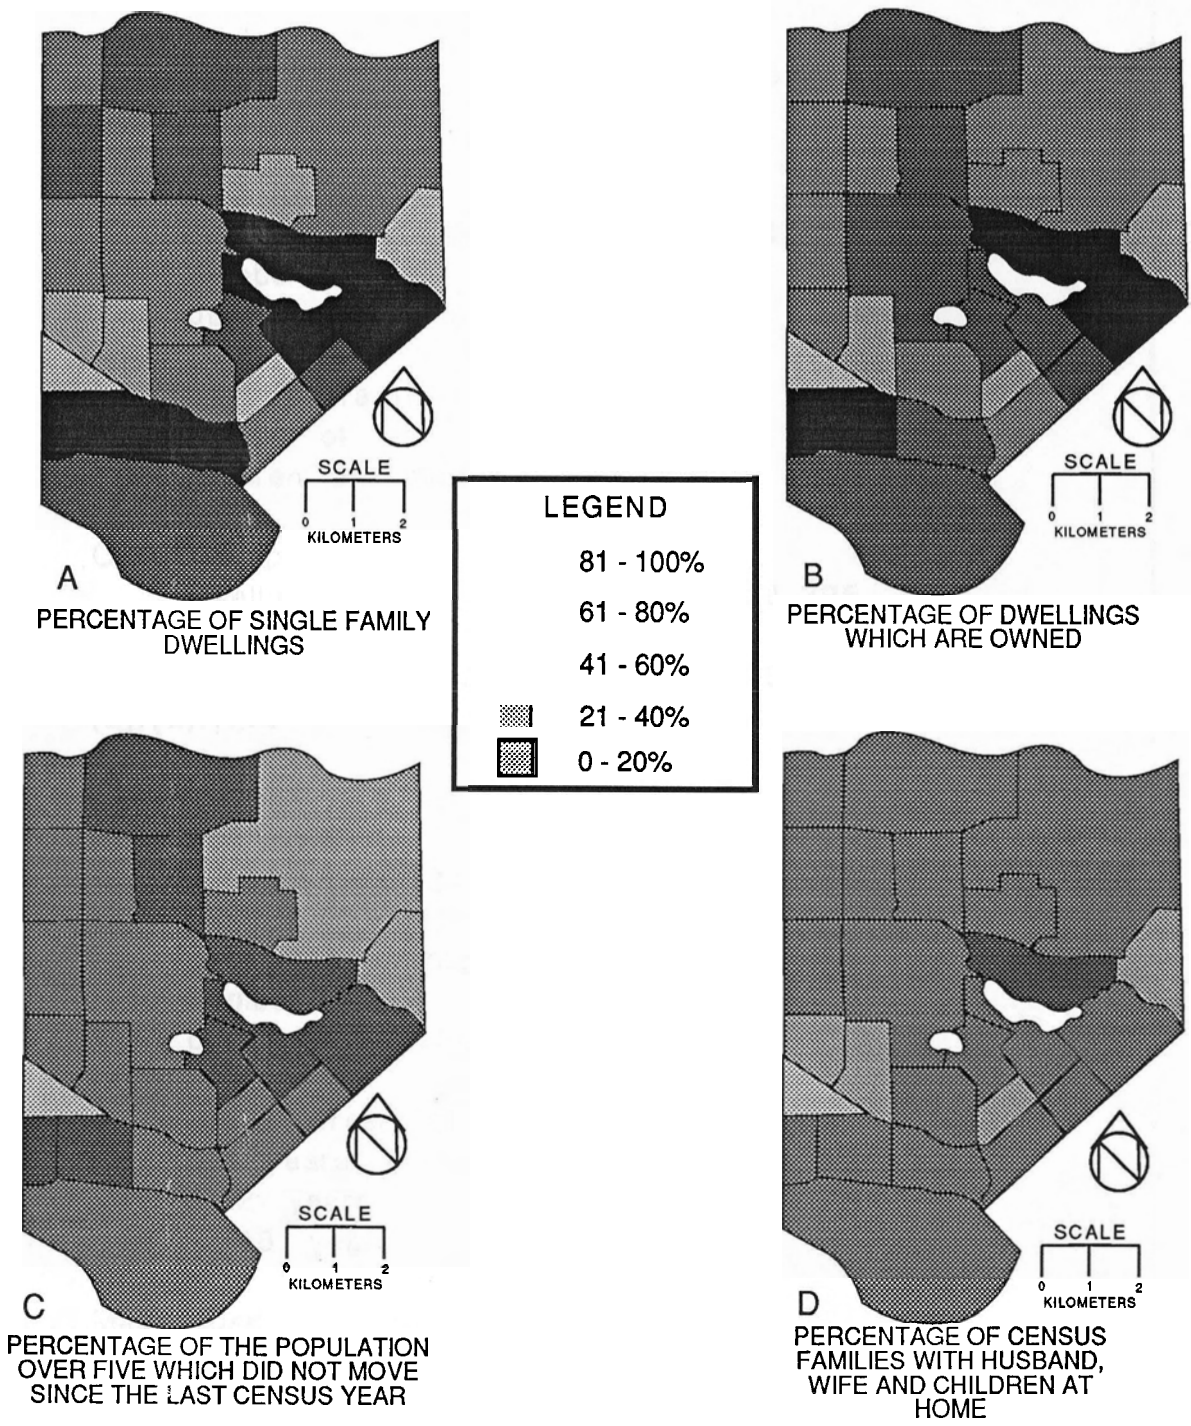 SCALE
0 1 2
KILOMETERS
A
PERCENTAGE OF SINGLE FAMILY
DWELLINGS
SCALE
0 1 2
KILOMETERS
B
PERCENTAGE OF DWELLINGS
WHICH ARE OWNED
LEGEND
81 - 100%
61 - 80%
41 - 60%
21 - 40%
0 - 20%
SCALE
0 1 2
KILOMETERS
C
PERCENTAGE OF THE POPULATION
OVER FIVE WHICH DID NOT MOVE
SINCE THE LAST CENSUS YEAR
SCALE
0 1 2
KILOMETERS
D
PERCENTAGE OF CENSUS
FAMILIES WITH HUSBAND,
WIFE AND CHILDREN AT
HOME